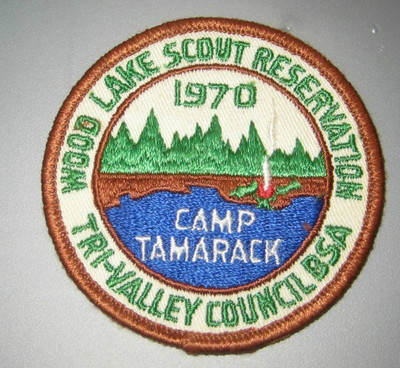 WOOD LAKE SCOUT RESERVATION
1970
CAMP
TAMARACK
TRI-VALLEY COUNCIL BSA